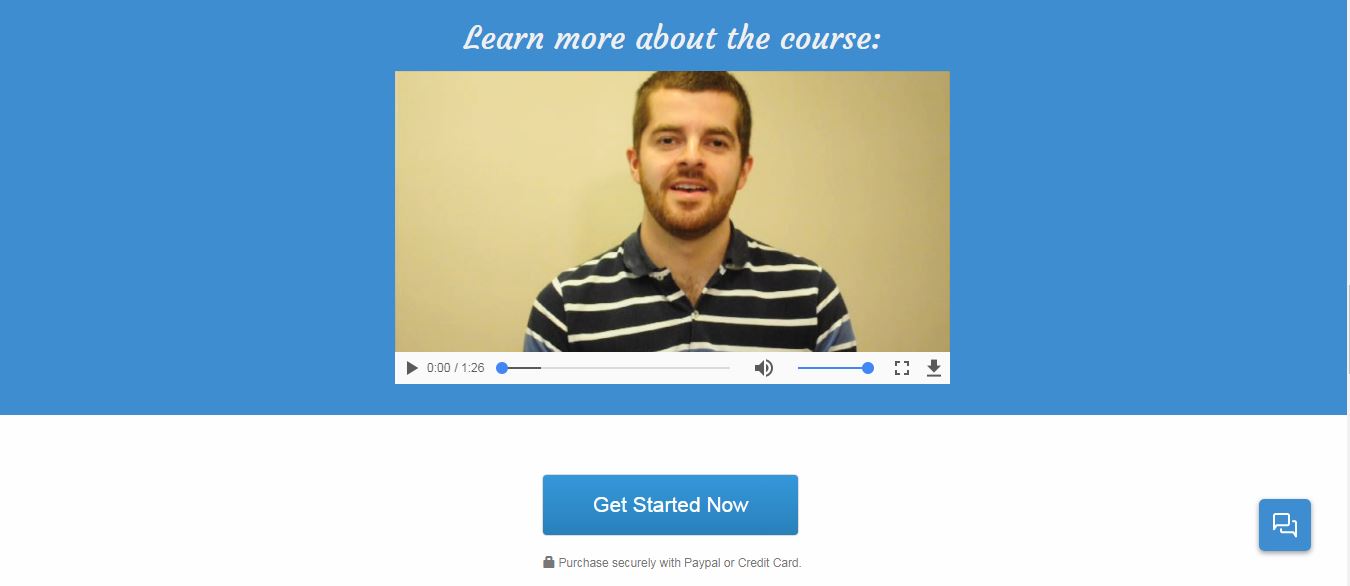 Learn more about the course:
0:00 / 1:26
Get Started Now
Purchase securely with Paypal or Credit Card.